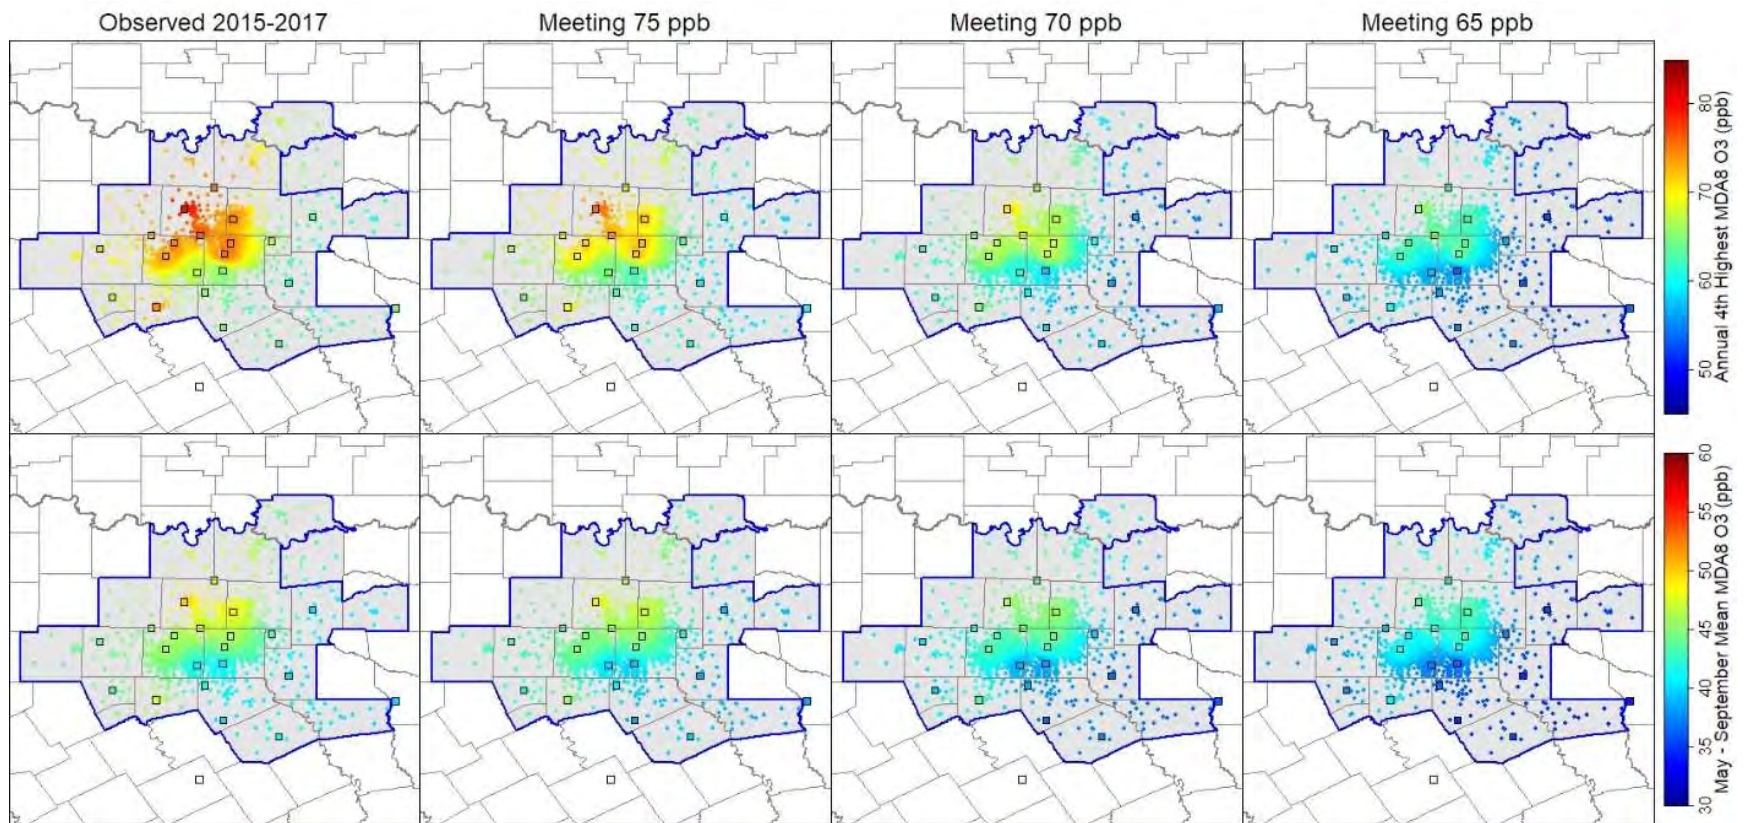 Observed 2015-2017
Meeting 75 ppb
Meeting 70 ppb
Meeting 65 ppb
80
70
60
50
Annual 4th Highest MDA8 O3 (ppb)
60
55
50
45
40
35
30
May - September Mean MDA8 O3 (ppb)